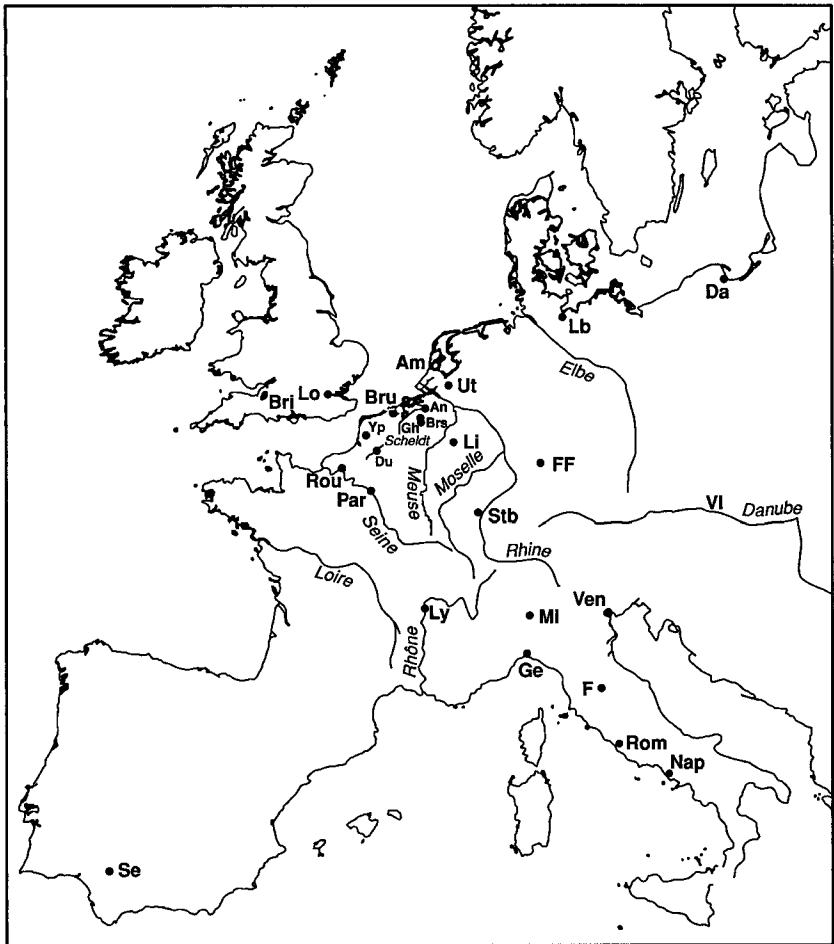 Da
Lb
Am
Elbe
Ut
Lo
Bri
Bru
An
Gh
Brs
Yp
Scheldt
Li
Du
Moselle
FF
Rou
Meuse
Par
Stb
VI
Danube
Seine
Rhine
Loire
Ven
Ly
MI
Rhône
Ge
F
Rom
Nap
Se